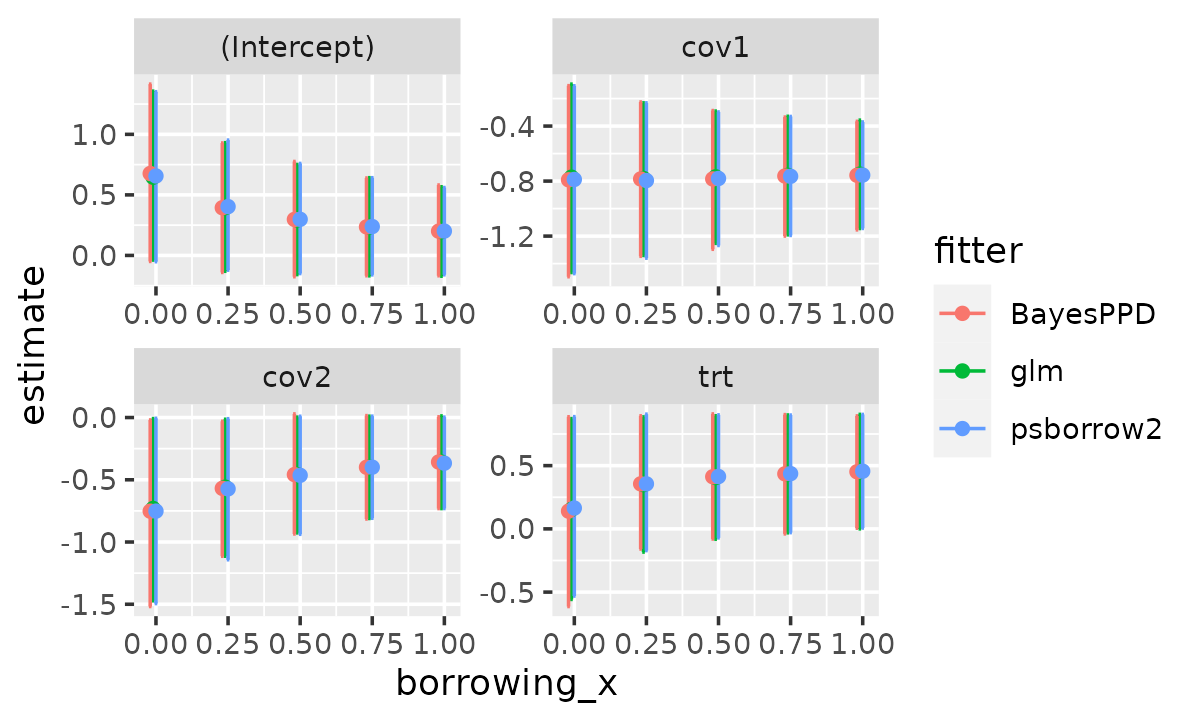 (Intercept)
cov1
1.0
0.5
0.0
-0.4
-0.8
-1.2
0.00 0.25 0.50 0.75 1.00
0.00 0.25 0.50 0.75 1.00
cov2
trt
0.0
-0.5
-1.0
-1.5
0.5
0.0
-0.5
0.00 0.25 0.50 0.75 1.00
0.00 0.25 0.50 0.75 1.00
estimate
borrowing_x
fitter
BayesPPD
glm
psborrow2